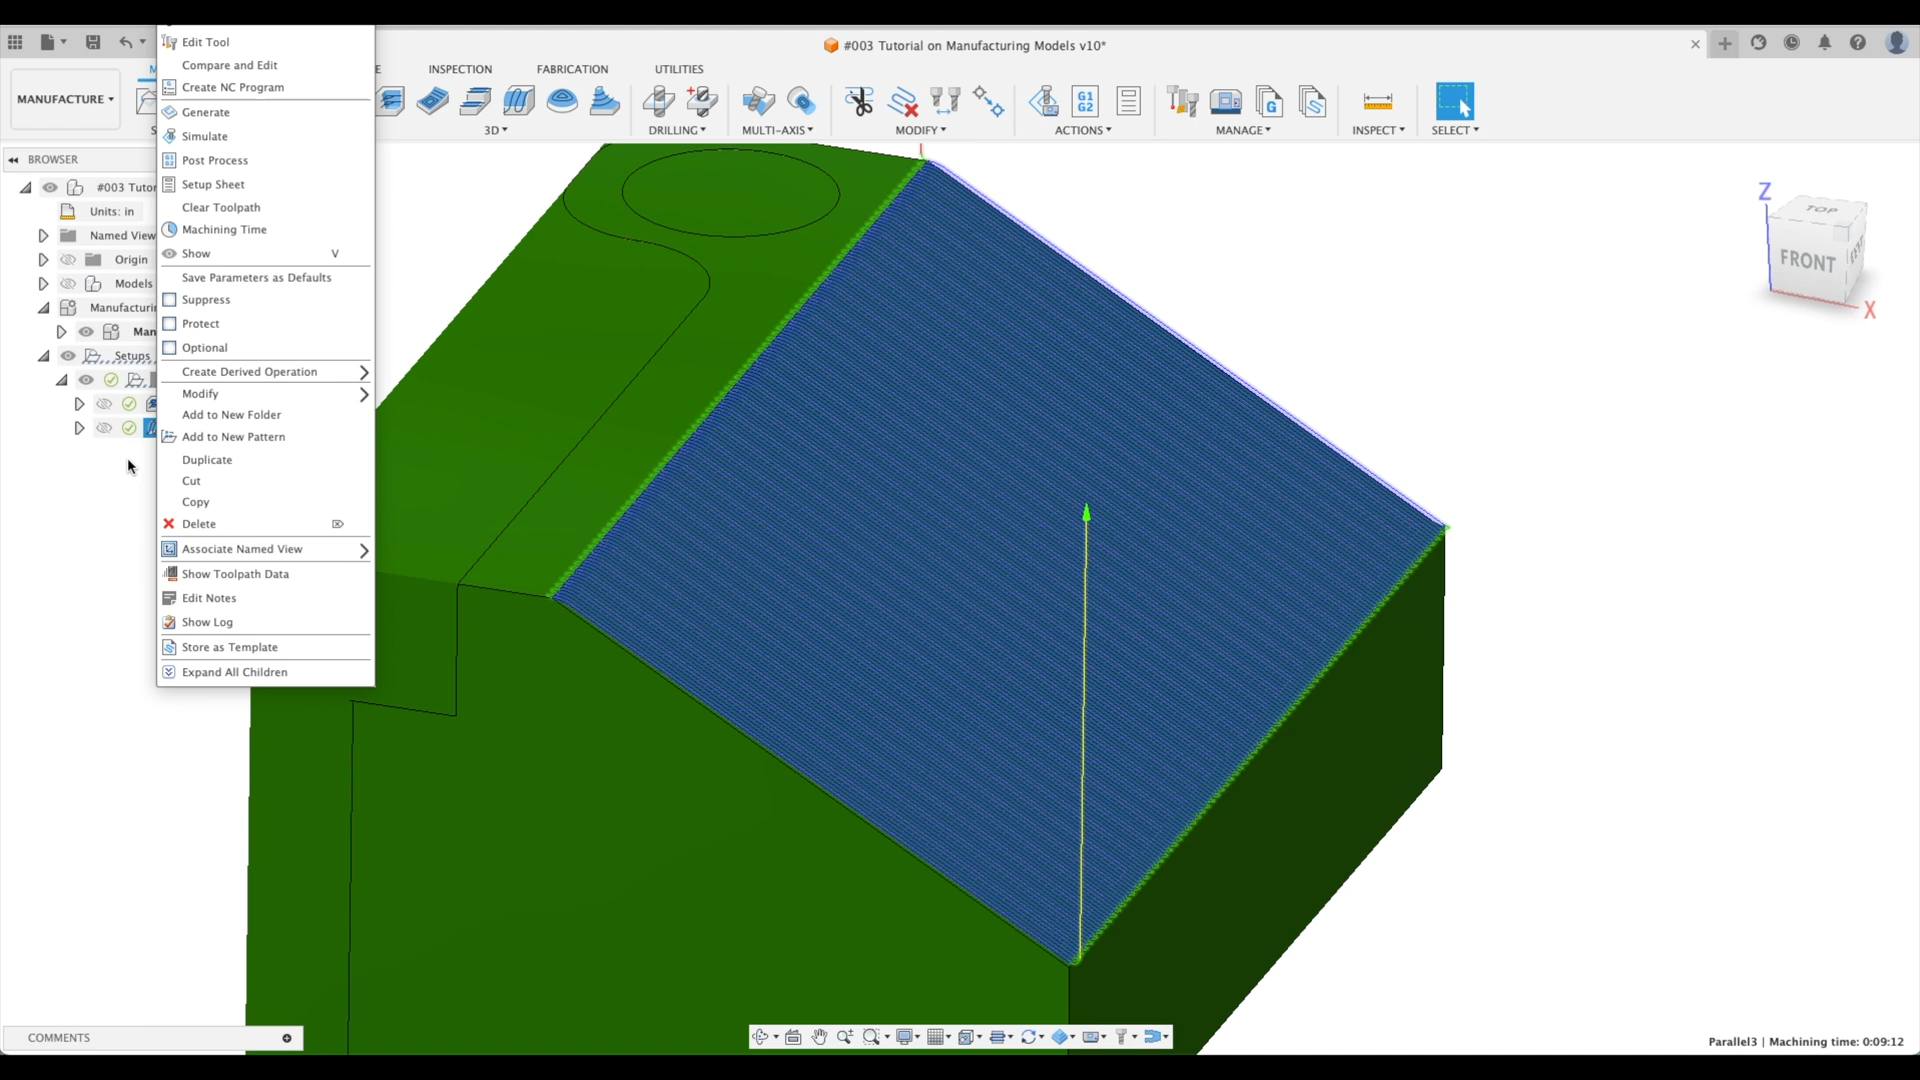 #003 Tutorial on Manufacturing Models v10*
MANUFACTURE
INSPECTION
FABRICATION
UTILITIES
3D
DRILLING
MULTI-AXIS
MODIFY
ACTIONS
G1
G2
G
MANAGE
INSPECT
SELECT
BROWSER
#003 Tutor
Units: in
Named View
Origin
Models
Manufacturi
Man
Setups
Edit Tool
Compare and Edit
Create NC Program
Generate
Simulate
Post Process
Setup Sheet
Clear Toolpath
Machining Time
Show V
Save Parameters as Defaults
Suppress
Protect
Optional
Create Derived Operation
Modify
Add to New Folder
Add to New Pattern
Duplicate
Cut
Copy
Delete
Associate Named View
Show Toolpath Data
Edit Notes
Show Log
Store as Template
Expand All Children
Z
TOP
FRONT
X
COMMENTS
Parallel3 | Machining time: 0:09:12